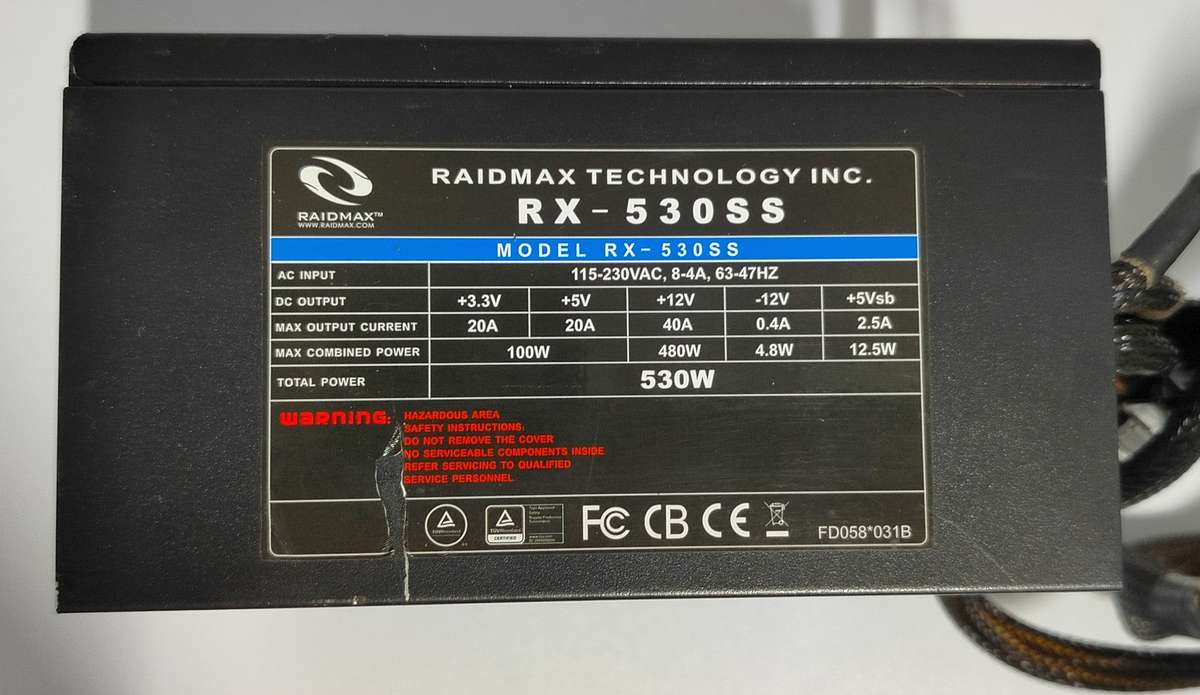 RAIDMAX™
WWW.RAIDMAX.COM
RAIDMAX TECHNOLOGY INC.
RX-530SS
MODEL RX-530SS
AC INPUT 115-230VAC, 8-4A, 63-47HZ
DC OUTPUT +3.3V +5V +12V -12V +5Vsb
MAX OUTPUT CURRENT 20A 20A 40A 0.4A 2.5A
MAX COMBINED POWER 100W 480W 4.8W 12.5W
TOTAL POWER 530W
WARNING: HAZARDOUS AREA
SAFETY INSTRUCTIONS:
DO NOT REMOVE THE COVER
NO SERVICEABLE COMPONENTS INSIDE
REFER SERVICING TO QUALIFIED
SERVICE PERSONNEL
TÜVRheinland TÜVRheinland FC CB CE
CERTIFIED
FD058*031B